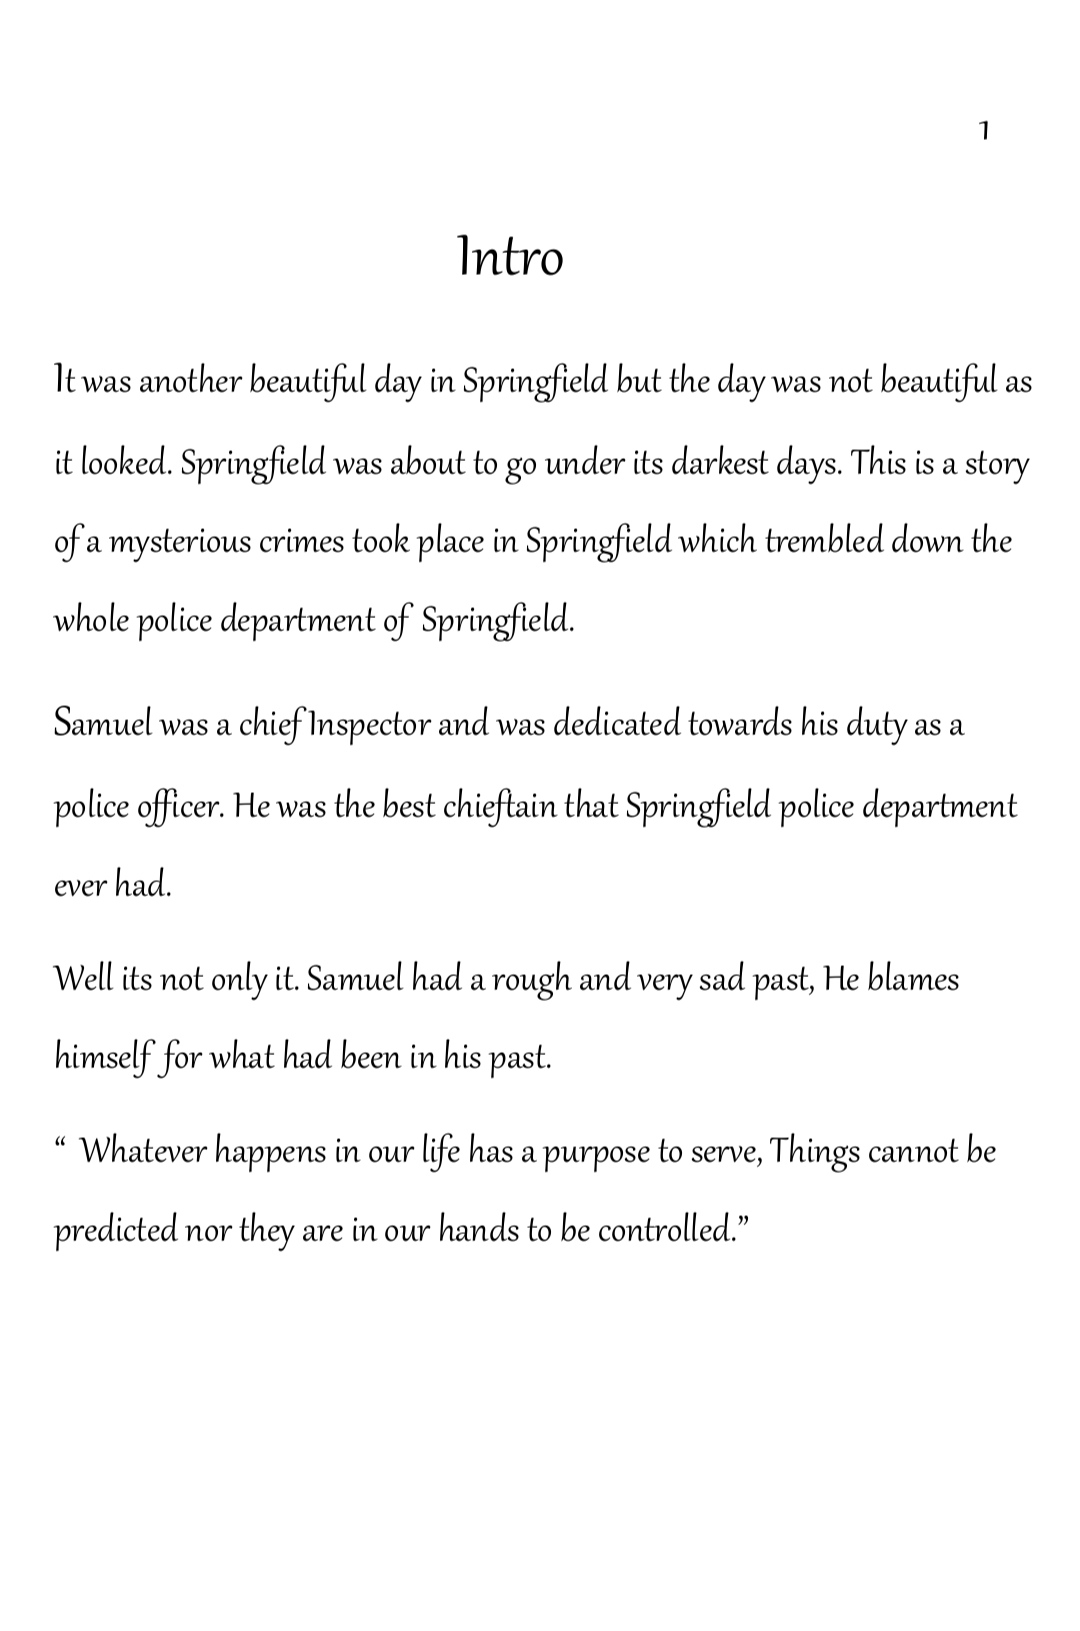 1
Intro
It was another beautiful day in Springfield but the day was not beautiful as
it looked. Springfield was about to go under its darkest days. This is a story
of a mysterious crimes took place in Springfield which trembled down the
whole police department of Springfield.
Samuel was a chief Inspector and was dedicated towards his duty as a
police officer. He was the best chieftain that Springfield police department
ever had.
Well its not only it. Samuel had a rough and very sad past, He blames
himself for what had been in his past.
“ Whatever happens in our life has a purpose to serve, Things cannot be
predicted nor they are in our hands to be controlled.”